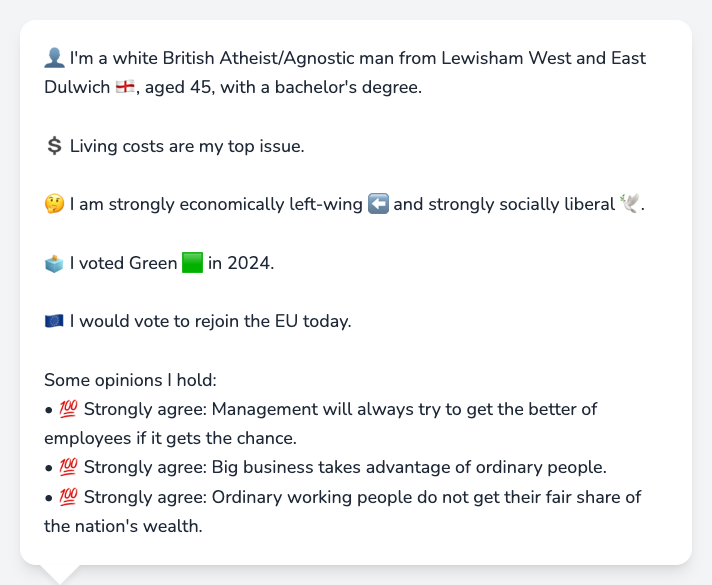 👤 I'm a white British Atheist/Agnostic man from Lewisham West and East
Dulwich 🏴󠁧󠁢󠁥󠁮󠁧󠁿, aged 45, with a bachelor's degree.
💲 Living costs are my top issue.
🤔 I am strongly economically left-wing ⬅️ and strongly socially liberal 🕊️.
🗳️ I voted Green 🟩 in 2024.
🇪🇺 I would vote to rejoin the EU today.
Some opinions I hold:
• 💯 Strongly agree: Management will always try to get the better of
employees if it gets the chance.
• 💯 Strongly agree: Big business takes advantage of ordinary people.
• 💯 Strongly agree: Ordinary working people do not get their fair share of
the nation's wealth.